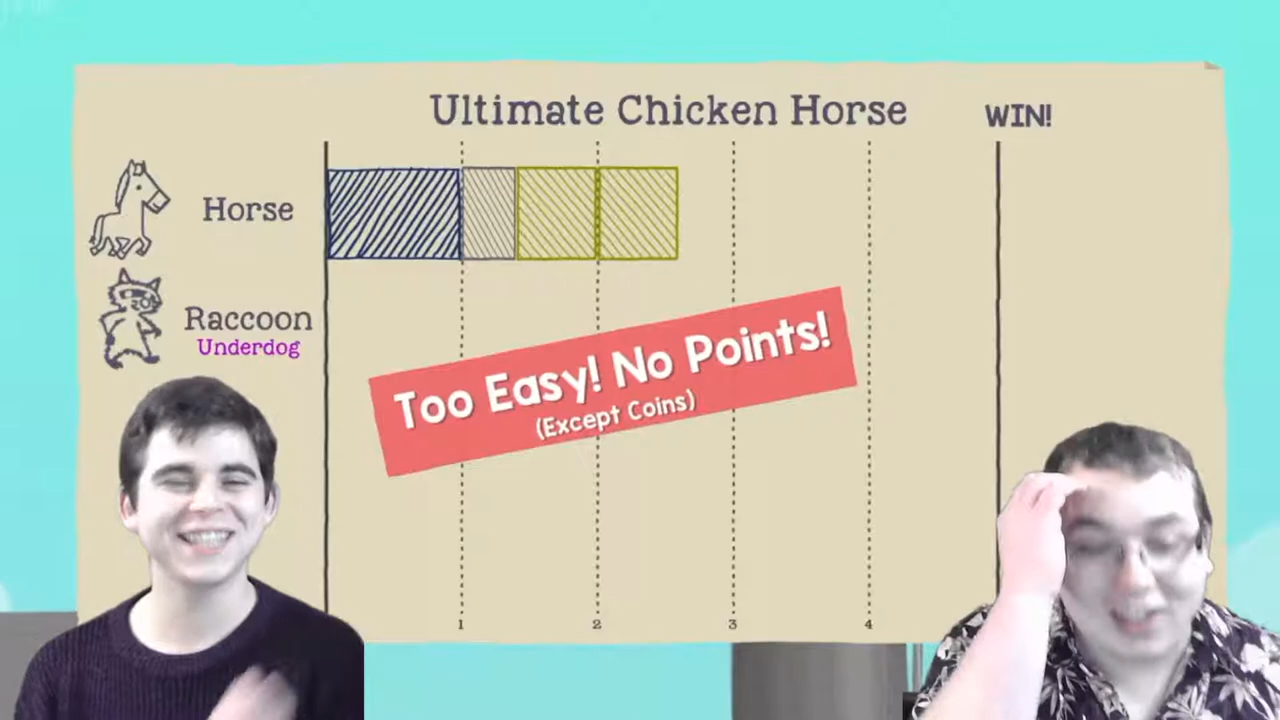 Ultimate Chicken Horse
WIN!
Horse
Raccoon
Underdog
Too Easy! No Points!
(Except Coins)
1
2
3
4